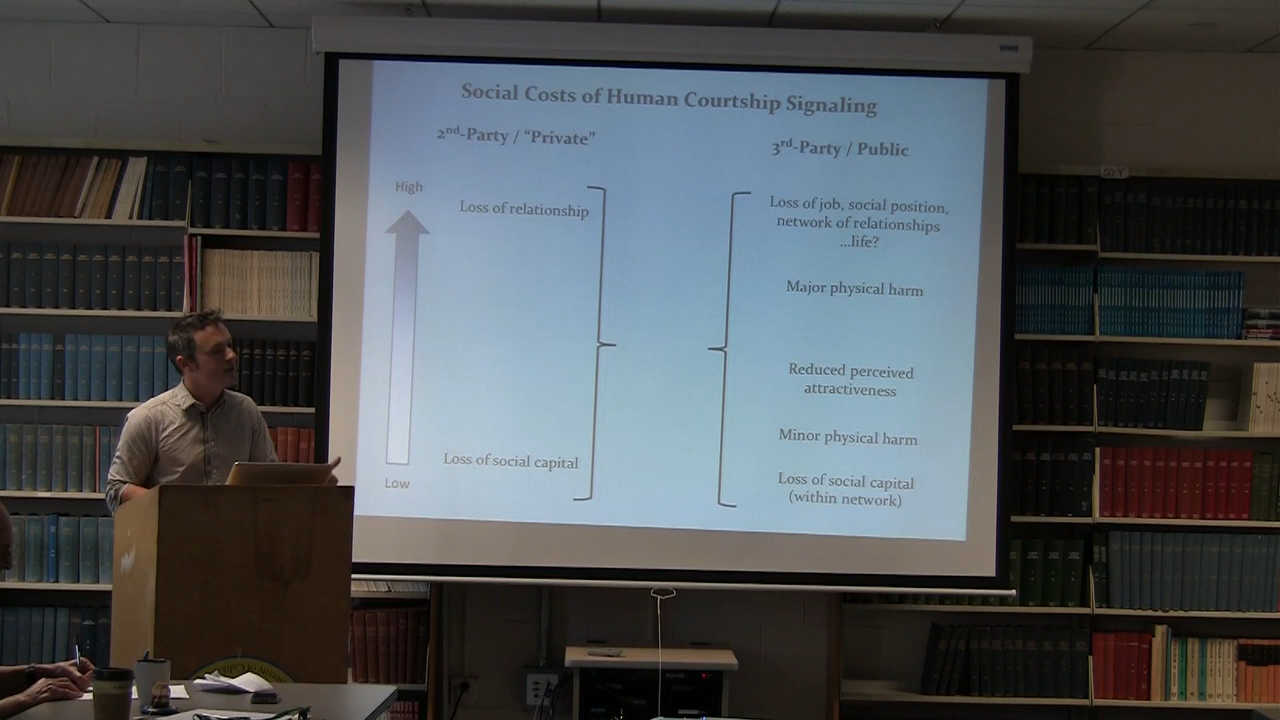 Social Costs of Human Courtship Signaling
2nd-Party / “Private”
High
Loss of relationship
Loss of social capital
Low
3rd-Party / Public
Loss of job, social position,
network of relationships
...life?
Major physical harm
Reduced perceived
attractiveness
Minor physical harm
Loss of social capital
(within network)